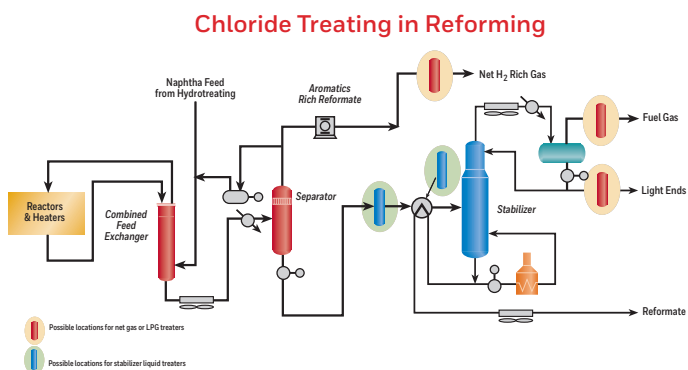 Chloride Treating in Reforming
Naphtha Feed
from Hydrotreating
Aromatics
Rich Reformate
Net H2 Rich Gas
Fuel Gas
Reactors
& Heaters
Combined
Feed
Exchanger
Separator
Stabilizer
Light Ends
Reformate
Possible locations for net gas or LPG treaters
Possible locations for stabilizer liquid treaters